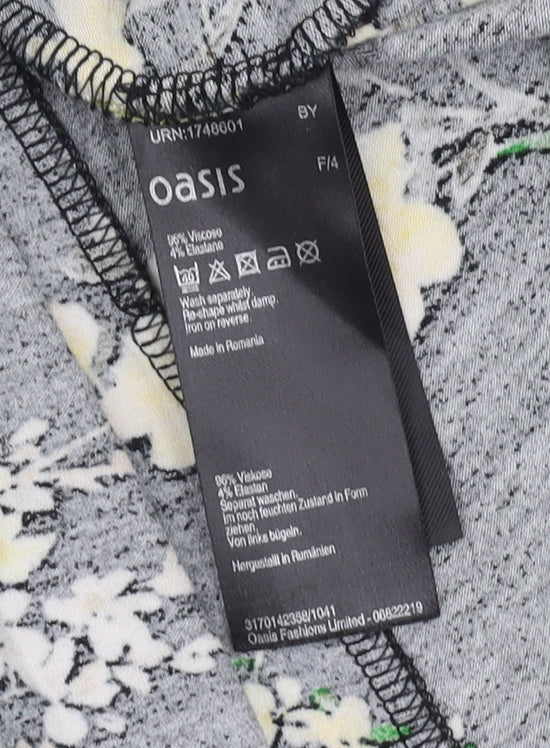 BY
URN:1746601
F/4
oasis
96% Viscose
4% Elastane
40
Wash separately.
Re-shape whilst damp.
Iron on reverse.
Made in Romania
96% Viskose
4% Elastan
Separat waschen.
Im noch feuchten Zustand in Form
ziehen.
Von links bügeln.
Hergestellt in Rumänien
3170142358/1041
Oasis Fashions Limited - 06822219